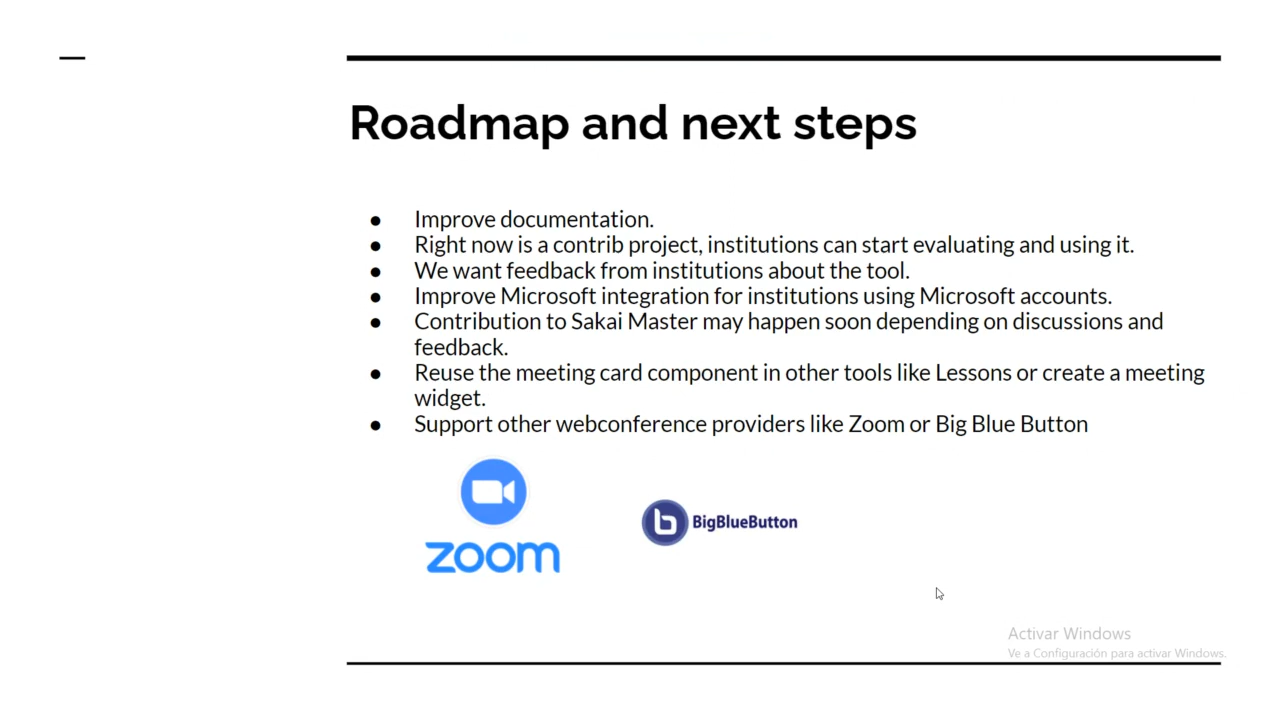 Roadmap and next steps
● Improve documentation.
● Right now is a contrib project, institutions can start evaluating and using it.
● We want feedback from institutions about the tool.
● Improve Microsoft integration for institutions using Microsoft accounts.
● Contribution to Sakai Master may happen soon depending on discussions and
feedback.
● Reuse the meeting card component in other tools like Lessons or create a meeting
widget.
● Support other webconference providers like Zoom or Big Blue Button
zoom
BigBlueButton
Activar Windows
Ve a Configuración para activar Windows.